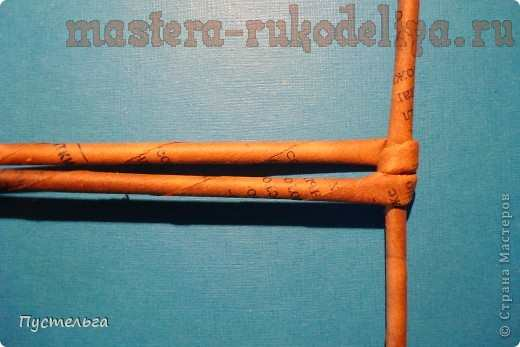 mastera-rukodeliya.ru
Пустельга
© Страна Мастеров